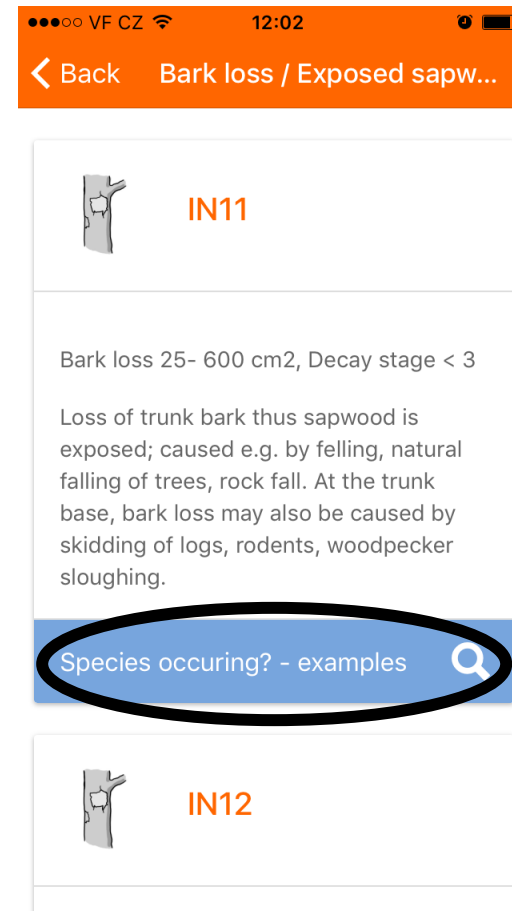 VF CZ 12:02
Back Bark loss / Exposed sapw...
IN11
Bark loss 25- 600 cm2, Decay stage < 3
Loss of trunk bark thus sapwood is
exposed; caused e.g. by felling, natural
falling of trees, rock fall. At the trunk
base, bark loss may also be caused by
skidding of logs, rodents, woodpecker
sloughing.
Species occuring? - examples
IN12